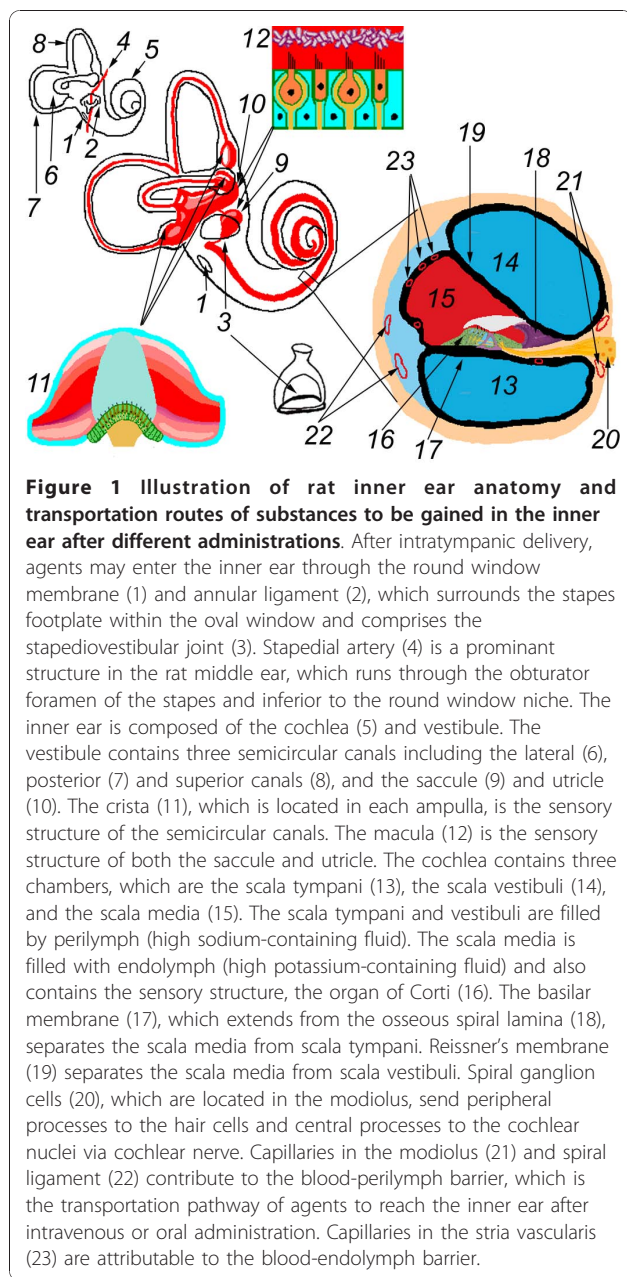 8 4 5 12
10
9
19
23 18
21
1 2
6
7
14
15
1
3
13
11
22
16
17
20
Figure 1 Illustration of rat inner ear anatomy and
transportation routes of substances to be gained in the inner
ear after different administrations. After intratympanic delivery,
agents may enter the inner ear through the round window
membrane (1) and annular ligament (2), which surrounds the stapes
footplate within the oval window and comprises the
stapediovestibular joint (3). Stapedial artery (4) is a prominant
structure in the rat middle ear, which runs through the obturator
foramen of the stapes and inferior to the round window niche. The
inner ear is composed of the cochlea (5) and vestibule. The
vestibule contains three semicircular canals including the lateral (6),
posterior (7) and superior canals (8), and the saccule (9) and utricle
(10). The crista (11), which is located in each ampulla, is the sensory
structure of the semicircular canals. The macula (12) is the sensory
structure of both the saccule and utricle. The cochlea contains three
chambers, which are the scala tympani (13), the scala vestibuli (14),
and the scala media (15). The scala tympani and vestibuli are filled
by perilymph (high sodium-containing fluid). The scala media is
filled with endolymph (high potassium-containing fluid) and also
contains the sensory structure, the organ of Corti (16). The basilar
membrane (17), which extends from the osseous spiral lamina (18),
separates the scala media from scala tympani. Reissner's membrane
(19) separates the scala media from scala vestibuli. Spiral ganglion
cells (20), which are located in the modiolus, send peripheral
processes to the hair cells and central processes to the cochlear
nuclei via cochlear nerve. Capillaries in the modiolus (21) and spiral
ligament (22) contribute to the blood-perilymph barrier, which is
the transportation pathway of agents to reach the inner ear after
intravenous or oral administration. Capillaries in the stria vascularis
(23) are attributable to the blood-endolymph barrier.